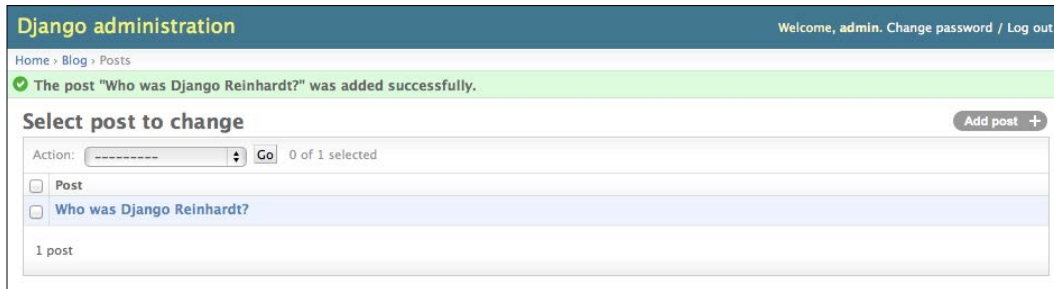 Django administration
Welcome, admin. Change password / Log out
Home › Blog › Posts
The post "Who was Django Reinhardt?" was added successfully.
Select post to change
Add post +
Action: --------- Go 0 of 1 selected
Post
Who was Django Reinhardt?
1 post